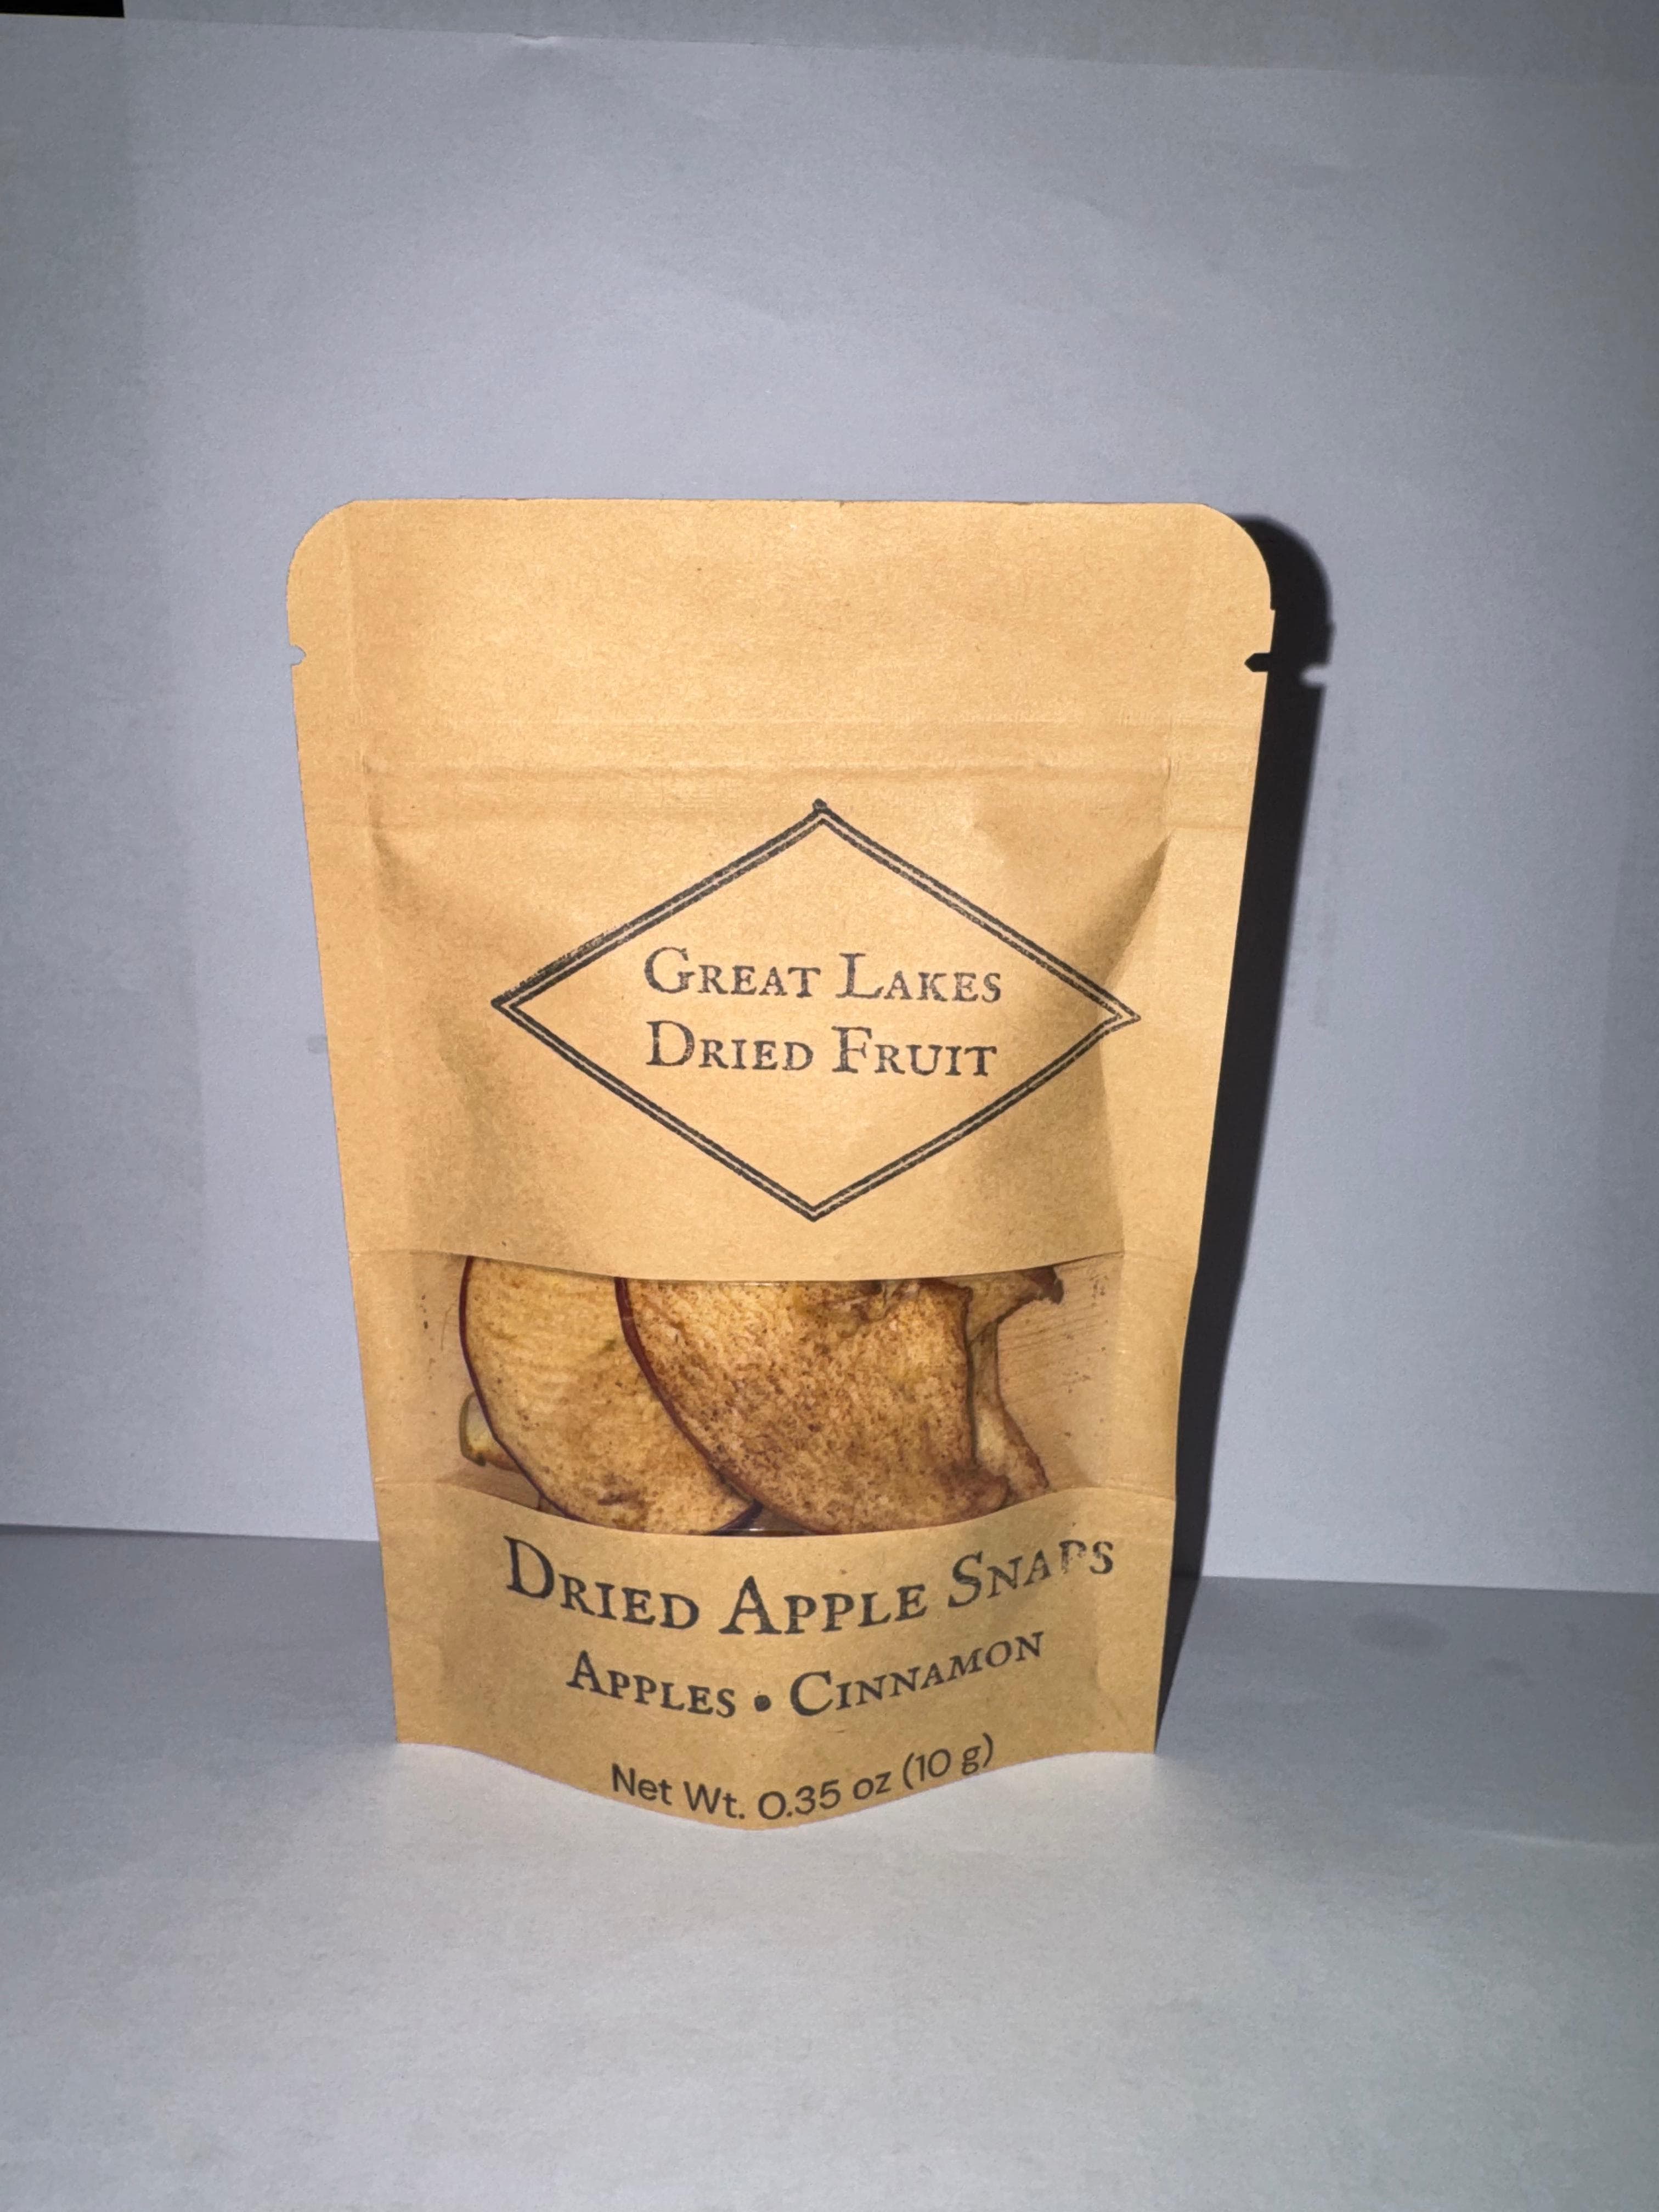 Great Lakes
Dried Fruit
Dried Apple Snaps
Apples • Cinnamon
Net Wt. 0.35 oz (10 g)